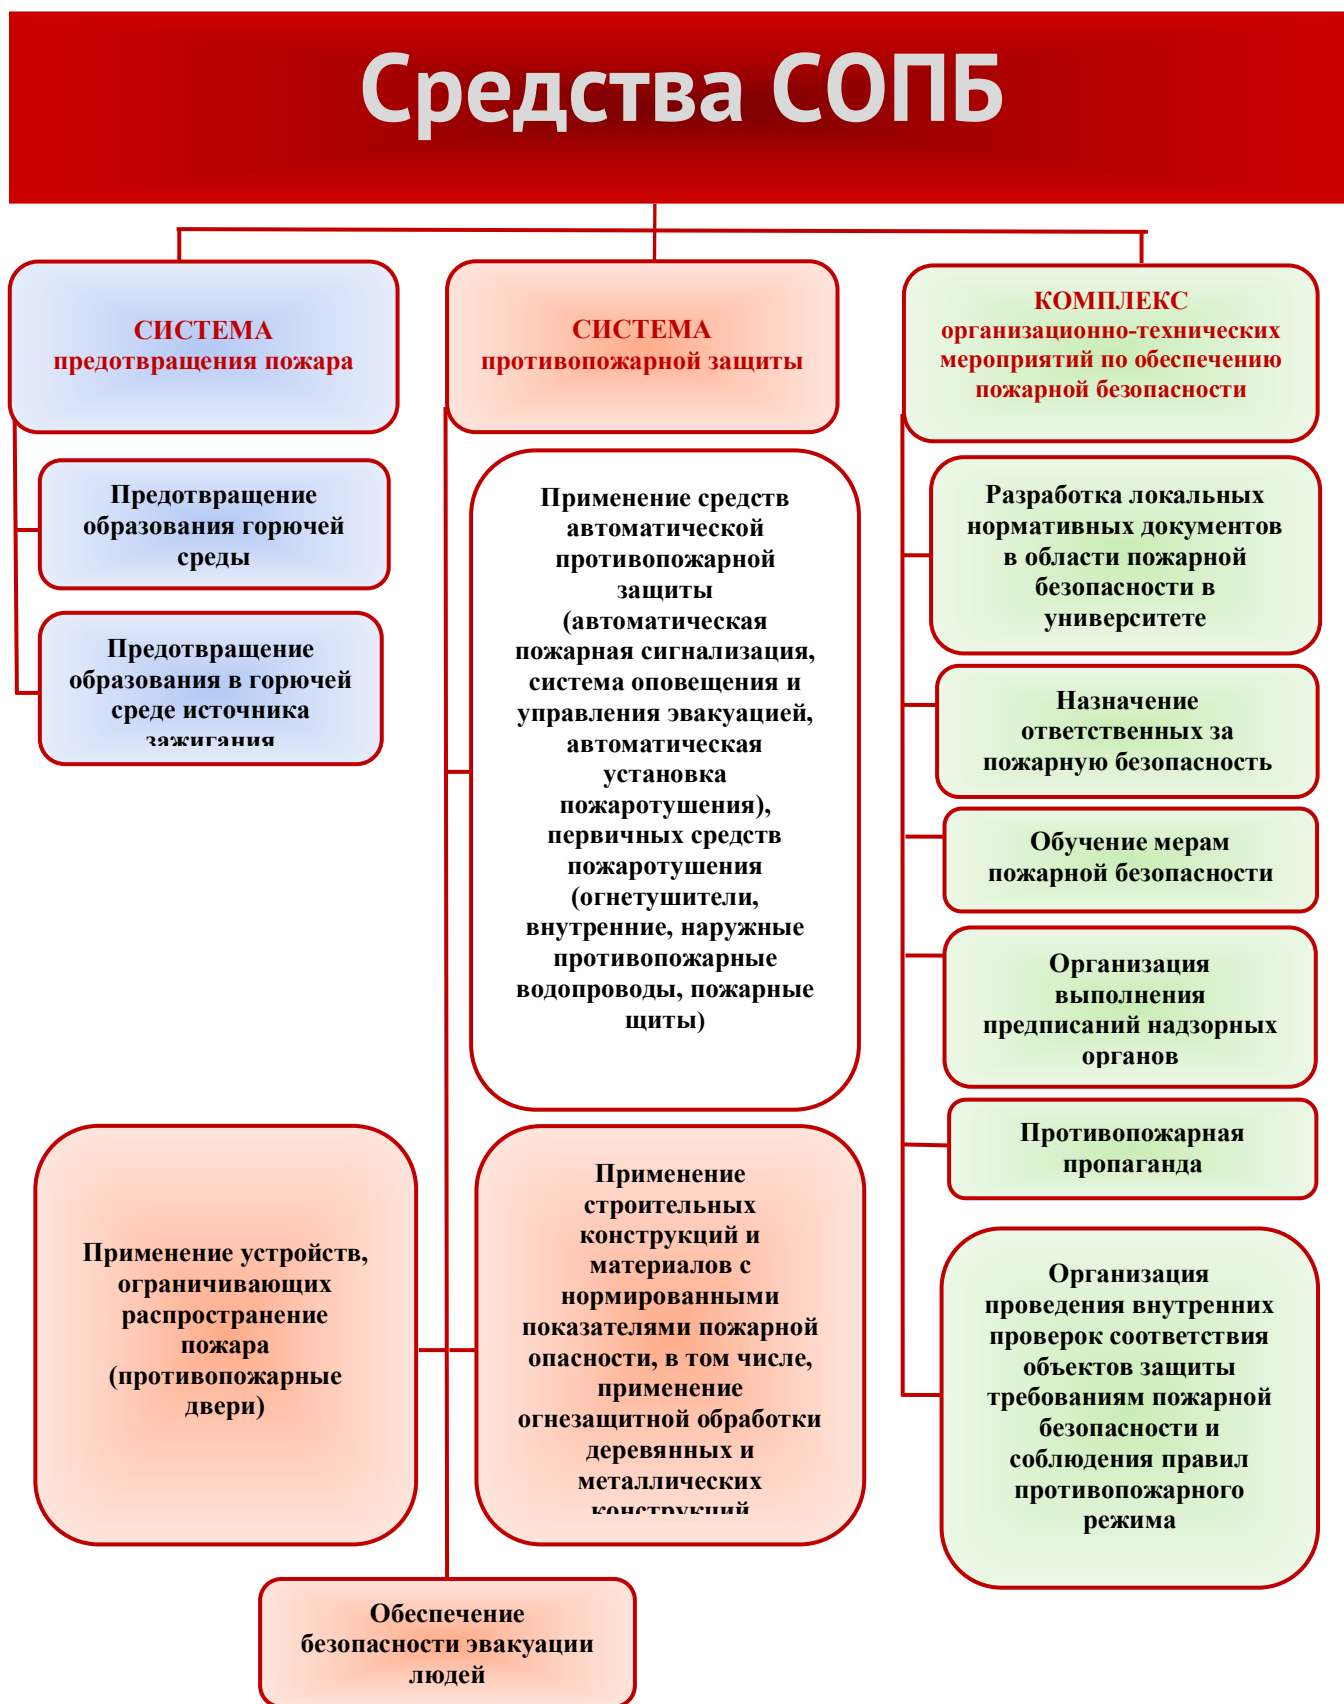 Средства СОПБ
СИСТЕМА
предотвращения пожара
Предотвращение
образования горючей
среды
Предотвращение
образования в горючей
среде источника
зажигания
СИСТЕМА
противопожарной защиты
Применение средств
автоматической
противопожарной
защиты
(автоматическая
пожарная сигнализация,
система оповещения и
управления эвакуацией,
автоматическая
установка
пожаротушения),
первичных средств
пожаротушения
(огнетушители,
внутренние, наружные
противопожарные
водопроводы, пожарные
щиты)
Применение устройств,
ограничивающих
распространение
пожара
(противопожарные
двери)
Применение
строительных
конструкций и
материалов с
нормированными
показателями пожарной
опасности, в том числе,
применение
огнезащитной обработки
деревянных и
металлических
конструкций
Обеспечение
безопасности эвакуации
людей
КОМПЛЕКС
организационно-технических
мероприятий по обеспечению
пожарной безопасности
Разработка локальных
нормативных документов
в области пожарной
безопасности в
университете
Назначение
ответственных за
пожарную безопасность
Обучение мерам
пожарной безопасности
Организация
выполнения
предписаний надзорных
органов
Противопожарная
пропаганда
Организация
проведения внутренних
проверок соответствия
объектов защиты
требованиям пожарной
безопасности и
соблюдения правил
противопожарного
режима